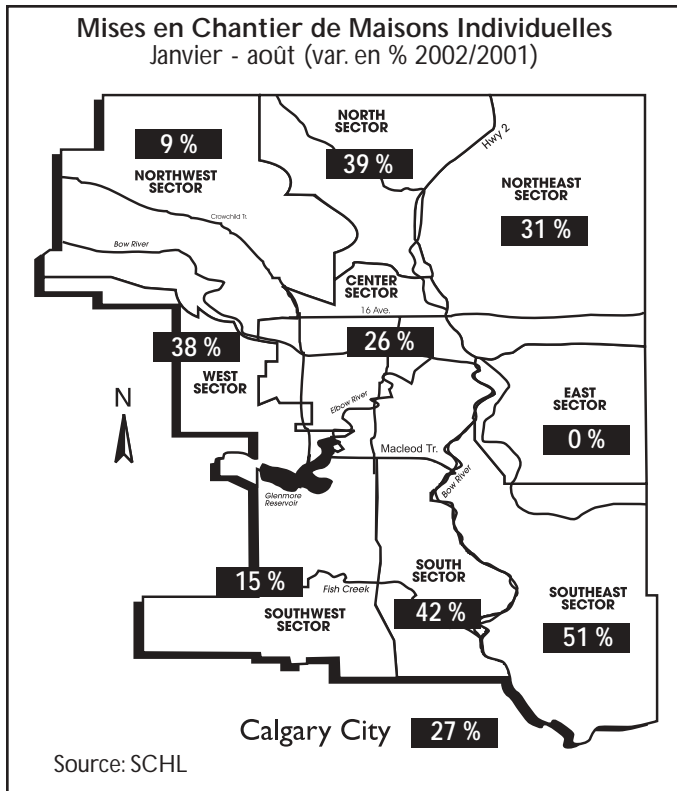 Mises en Chantier de Maisons Individuelles
Janvier - août (var. en % 2002/2001)
NORTH
SECTOR
39 %
Hwy 2
9 %
NORTHWEST
SECTOR
NORTHEAST
SECTOR
31 %
Crowchild Tr.
Bow River
CENTER
SECTOR
16 Ave.
26 %
38 %
WEST
SECTOR
N
Elbow River
EAST
SECTOR
0 %
Macleod Tr.
Bow River
Glenmore
Reservoir
15 %
Fish Creek
SOUTHWEST
SECTOR
SOUTH
SECTOR
42 %
SOUTHEAST
SECTOR
51 %
Calgary City 27 %
Source: SCHL